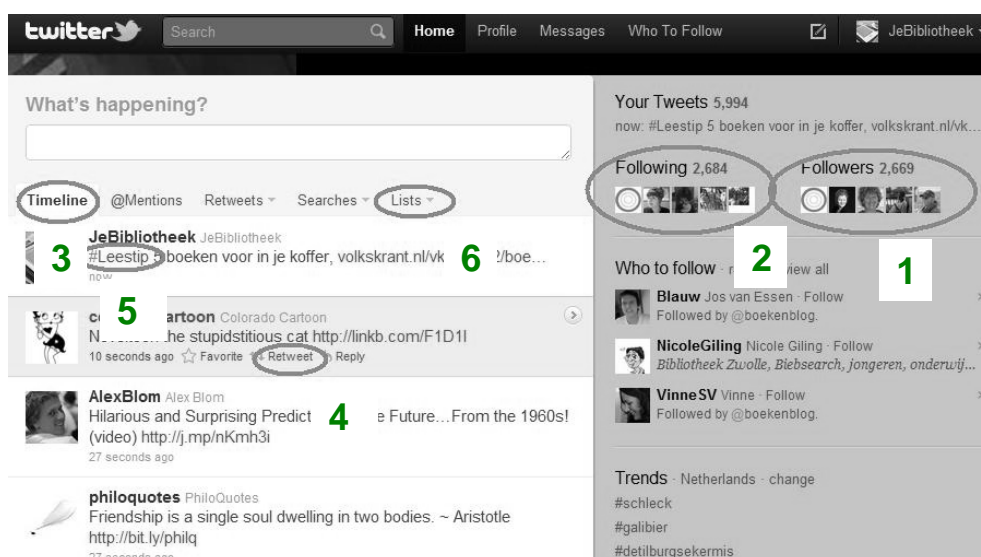 twitter Search Home Profile Messages Who To Follow JeBibliotheek
What's happening?
Timeline @Mentions Retweets Searches Lists
JeBibliotheek JeBibliotheek
#Leestip 5 boeken voor in je koffer, volkskrant.nl/vk 2/boe…
now
3
6
5
artoon Colorado Cartoon
the stupidstitious cat http://linkb.com/F1D1l
10 seconds ago Favorite Retweet Reply
AlexBlom Alex Blom
Hilarious and Surprising Predict e Future…From the 1960s!
(video) http://j.mp/nKmh3i
27 seconds ago
4
philoquotes PhiloQuotes
Friendship is a single soul dwelling in two bodies. ~ Aristotle
http://bit.ly/philq
27 seconds ago
Your Tweets 5,994
now: #Leestip 5 boeken voor in je koffer, volkskrant.nl/vk…
Following 2,684 Followers 2,669
2
1
Who to follow · view all
Blauw Jos van Essen · Follow
Followed by @boekenblog.
NicoleGiling Nicole Giling · Follow
Bibliotheek Zwolle, Biebsearch, jongeren, onderwij...
VinneSV Vinne · Follow
Followed by @boekenblog.
Trends · Netherlands · change
#schleck
#galibier
#detilburgsekermis